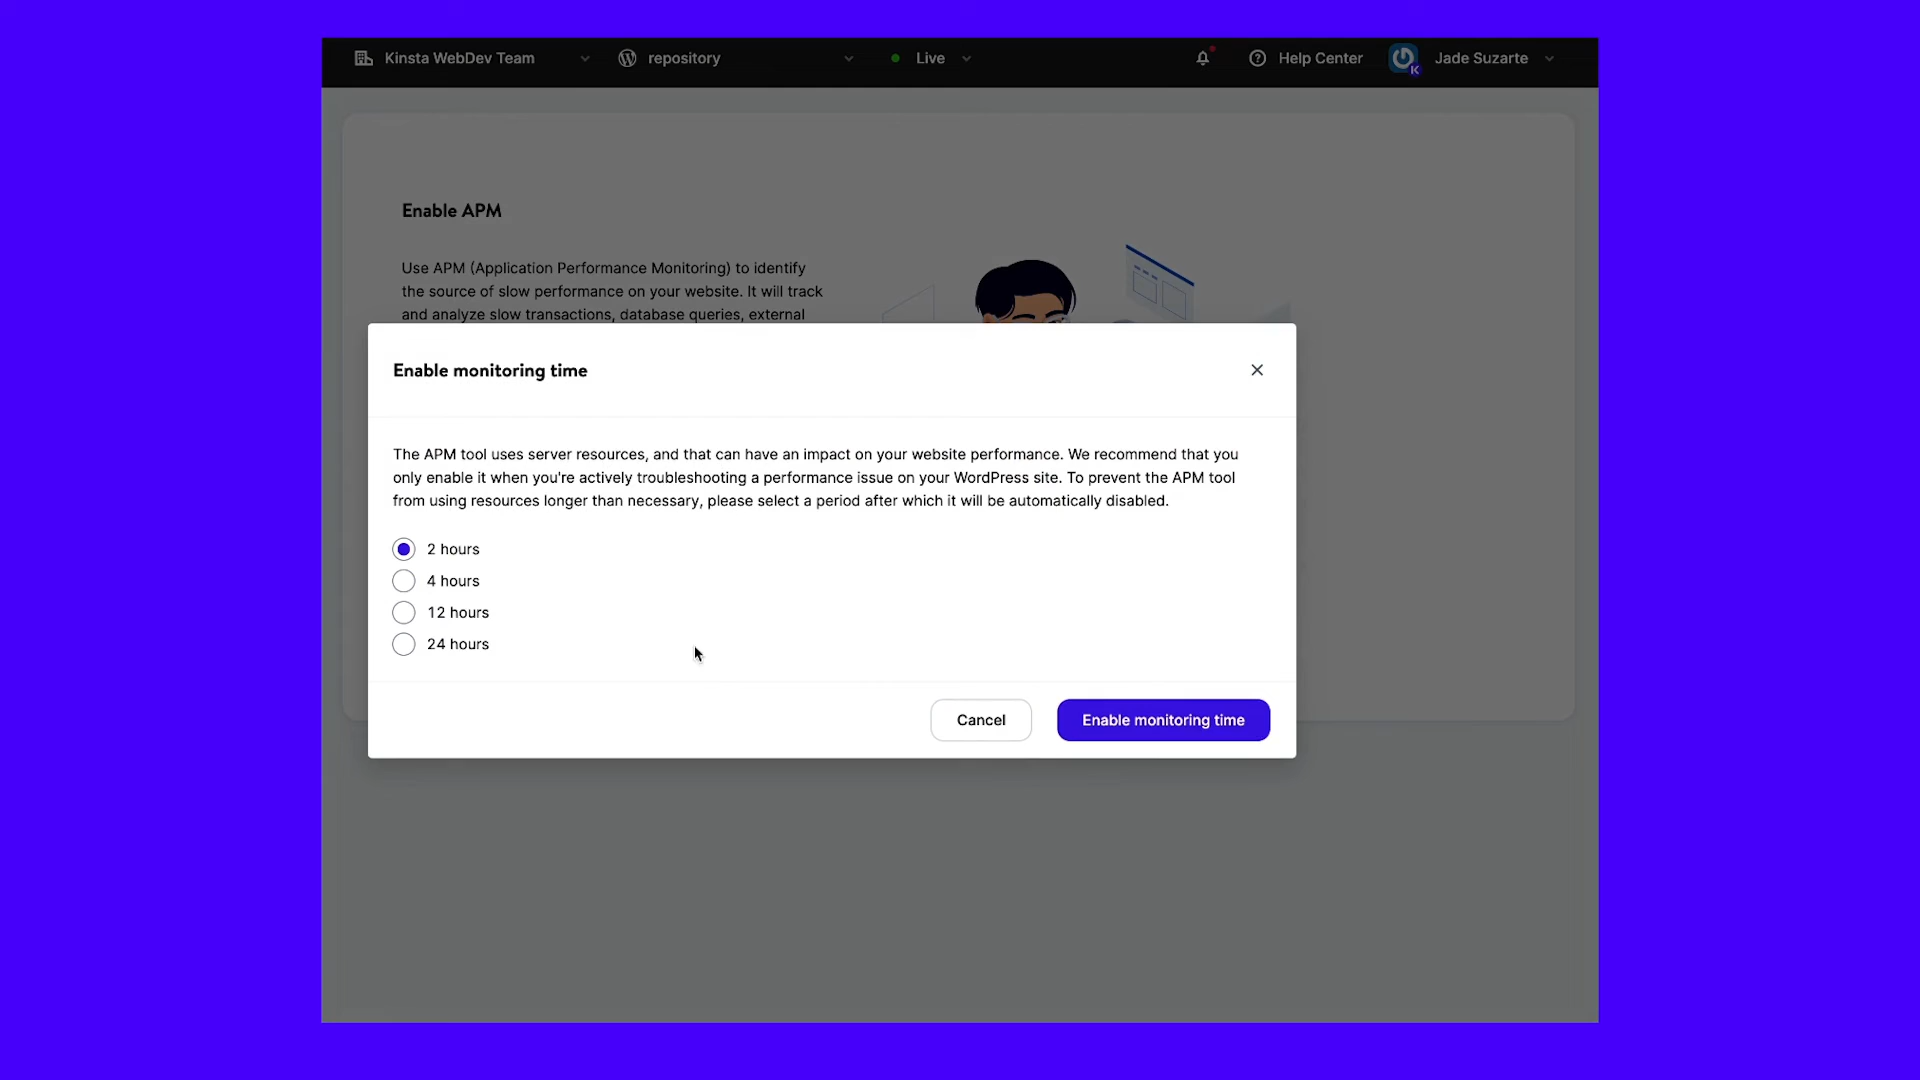 Kinsta WebDev Team
repository
Live
Help Center
Jade Suzarte
Enable APM
Use APM (Application Performance Monitoring) to identify
the source of slow performance on your website. It will track
and analyze slow transactions, database queries, external
Enable monitoring time
The APM tool uses server resources, and that can have an impact on your website performance. We recommend that you
only enable it when you're actively troubleshooting a performance issue on your WordPress site. To prevent the APM tool
from using resources longer than necessary, please select a period after which it will be automatically disabled.
2 hours
4 hours
12 hours
24 hours
Cancel
Enable monitoring time